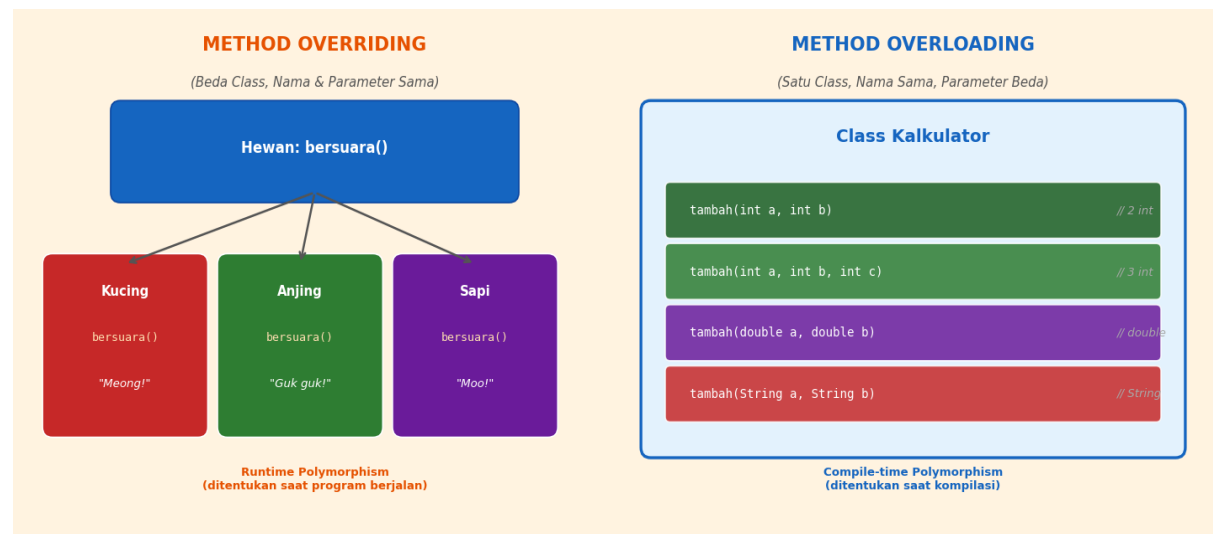 METHOD OVERRIDING
(Beda Class, Nama & Parameter Sama)
Hewan: bersuara()
Kucing
bersuara()
"Meong!"
Anjing
bersuara()
"Guk guk!"
Sapi
bersuara()
"Moo!"
Runtime Polymorphism
(ditentukan saat program berjalan)
METHOD OVERLOADING
(Satu Class, Nama Sama, Parameter Beda)
Class Kalkulator
tambah(int a, int b) // 2 int
tambah(int a, int b, int c) // 3 int
tambah(double a, double b) // double
tambah(String a, String b) // String
Compile-time Polymorphism
(ditentukan saat kompilasi)